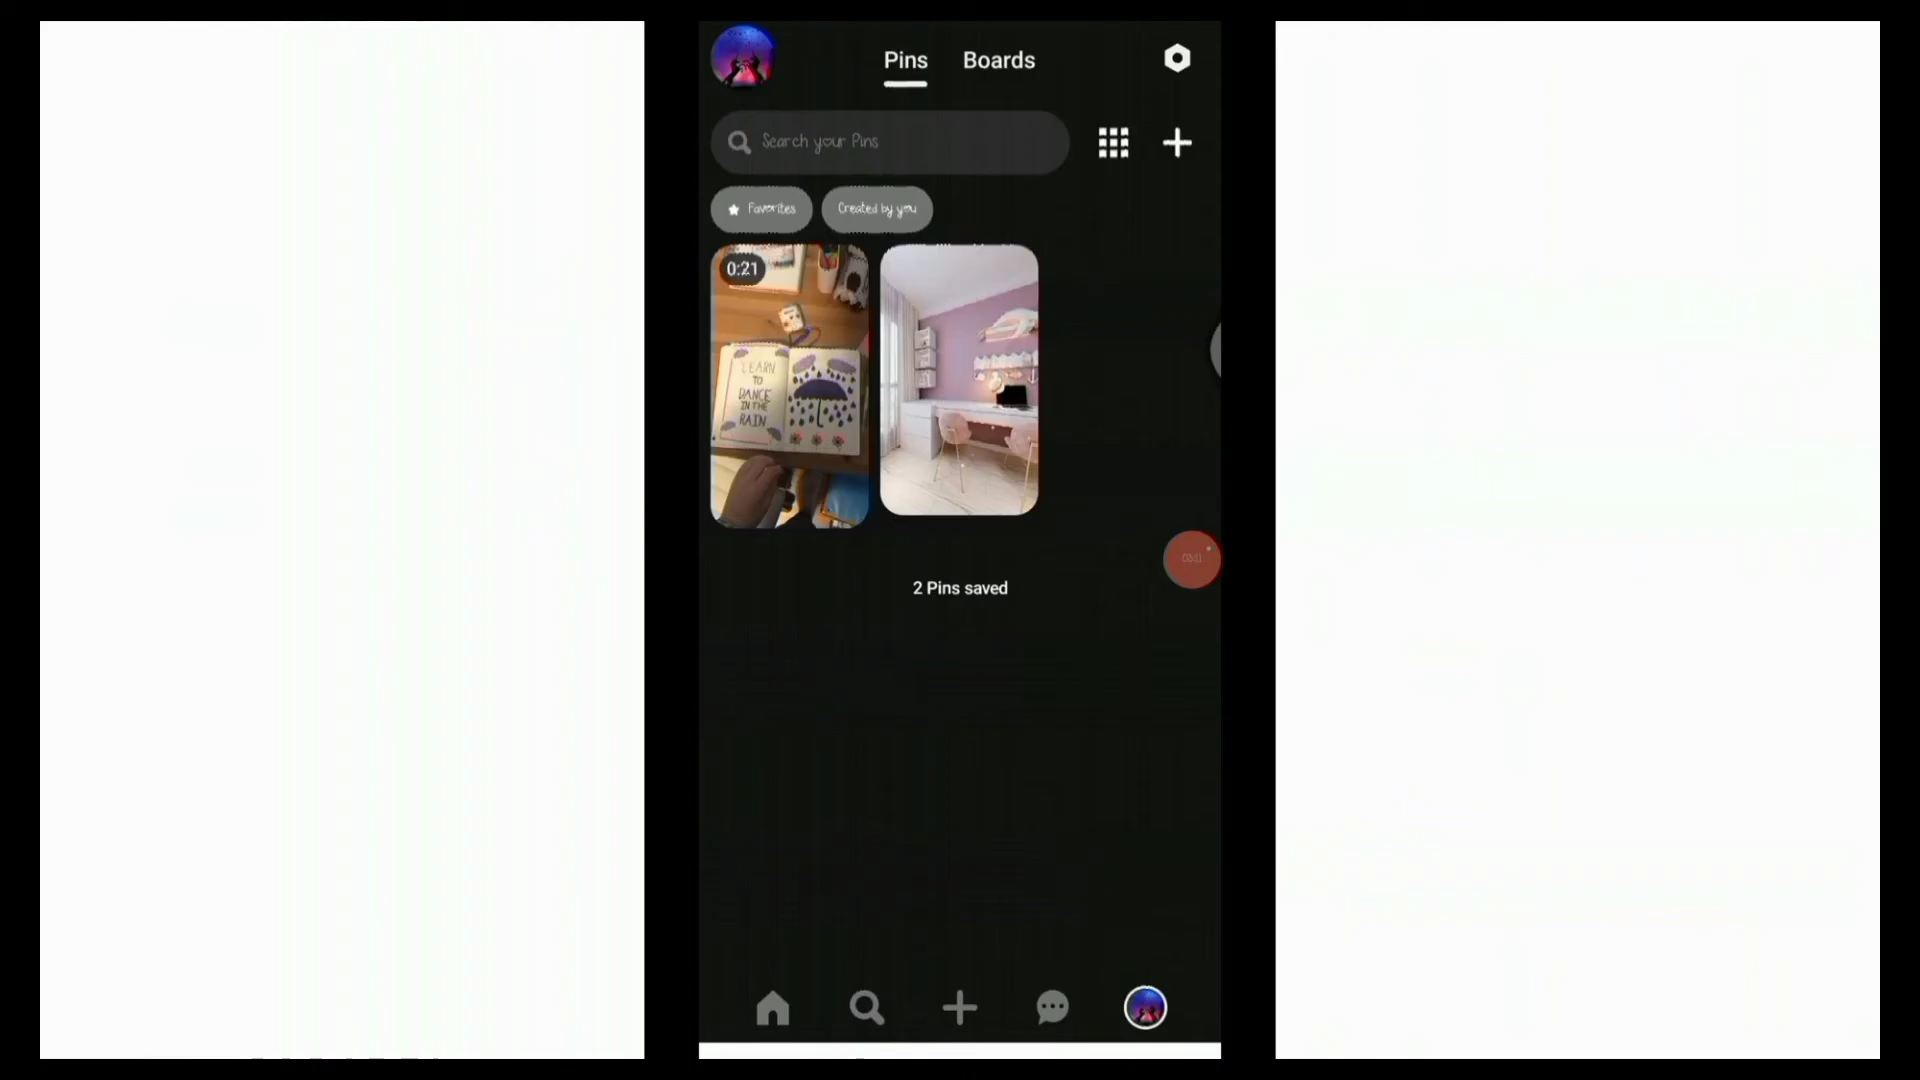 Pins Boards
Search your Pins
Favorites Created by you
0:21
LEARN
TO
DANCE
IN THE
RAIN
2 Pins saved